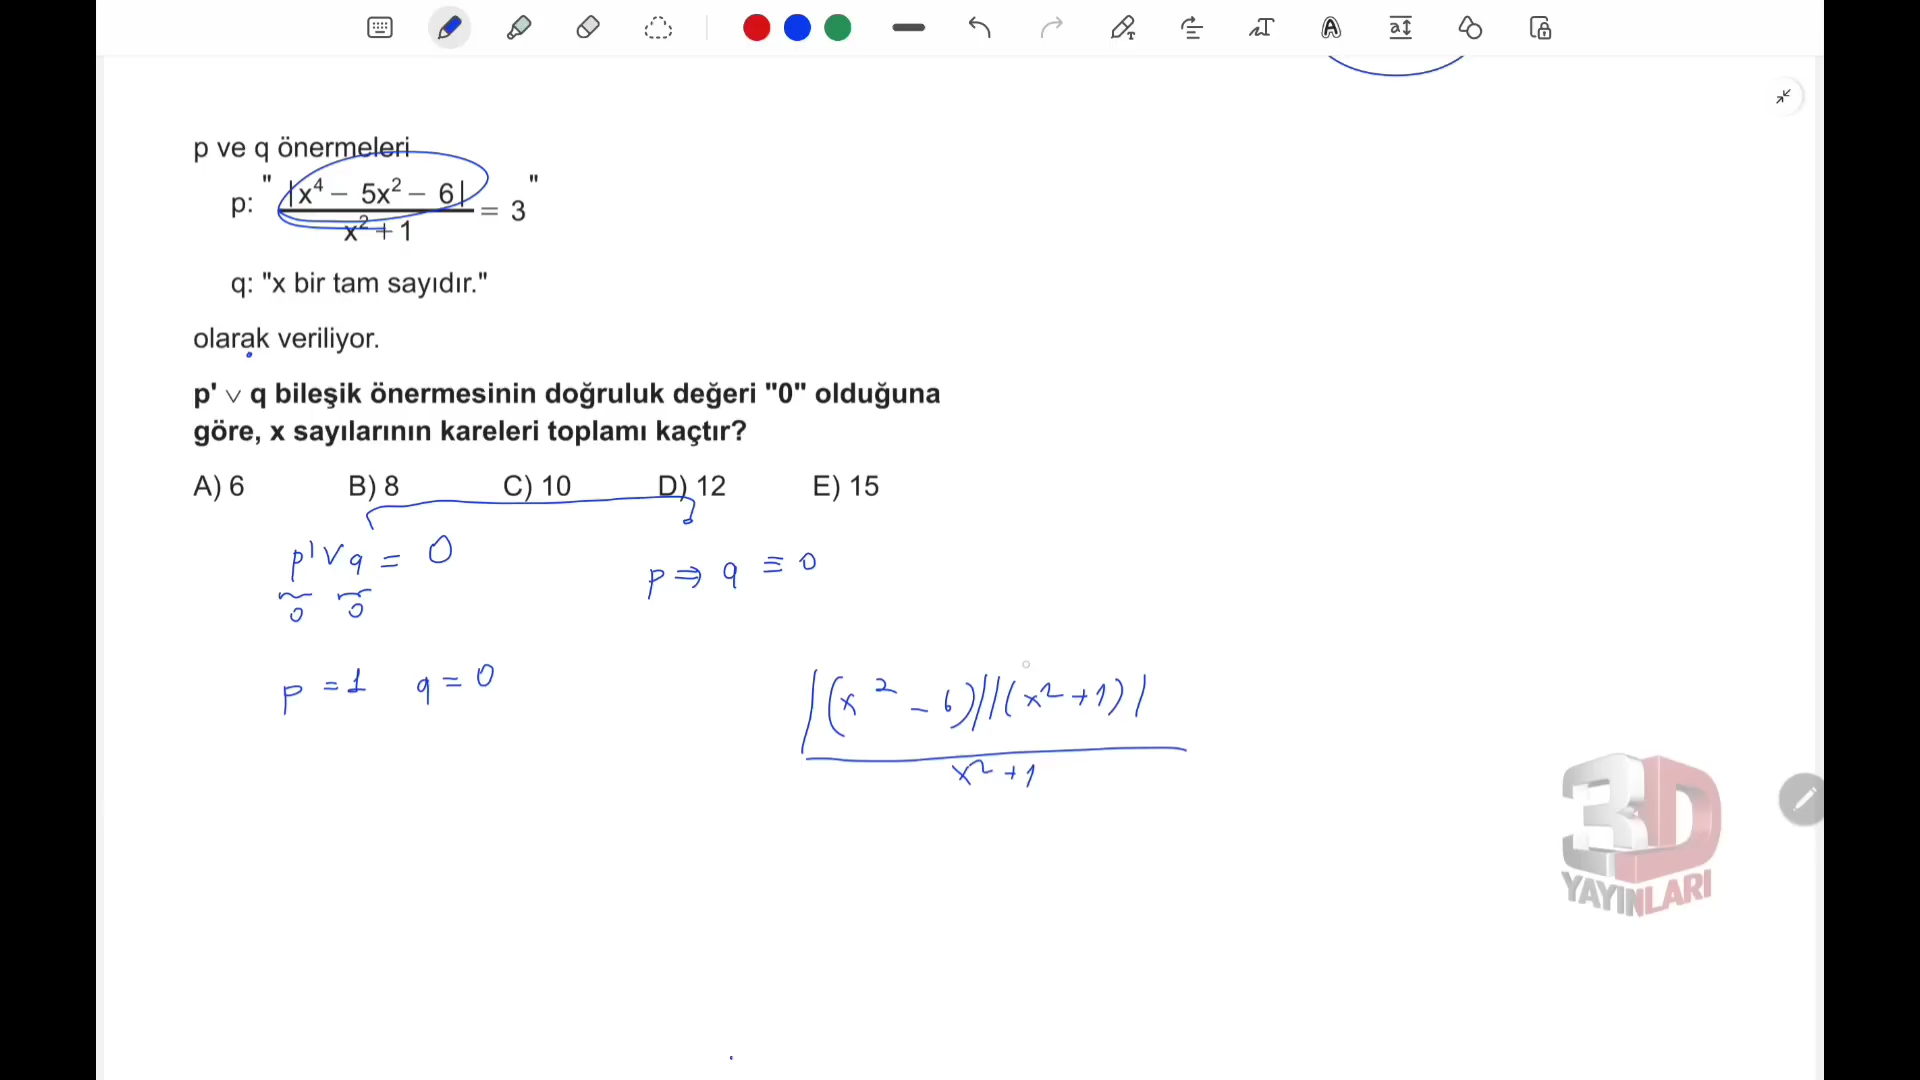 p ve q önermeleri
p: " |x⁴ – 5x² – 6| / x² + 1 = 3 "
q: "x bir tam sayıdır."
olarak veriliyor.
p' ∨ q bileşik önermesinin doğruluk değeri "0" olduğuna
göre, x sayılarının kareleri toplamı kaçtır?
A) 6 B) 8 C) 10 D) 12 E) 15
p' ∨ q = 0
0 0
p ⇒ q ≡ 0
p = 1 q = 0
|(x² – 6)||(x² + 1)|
x² + 1
3D
YAYINLARI